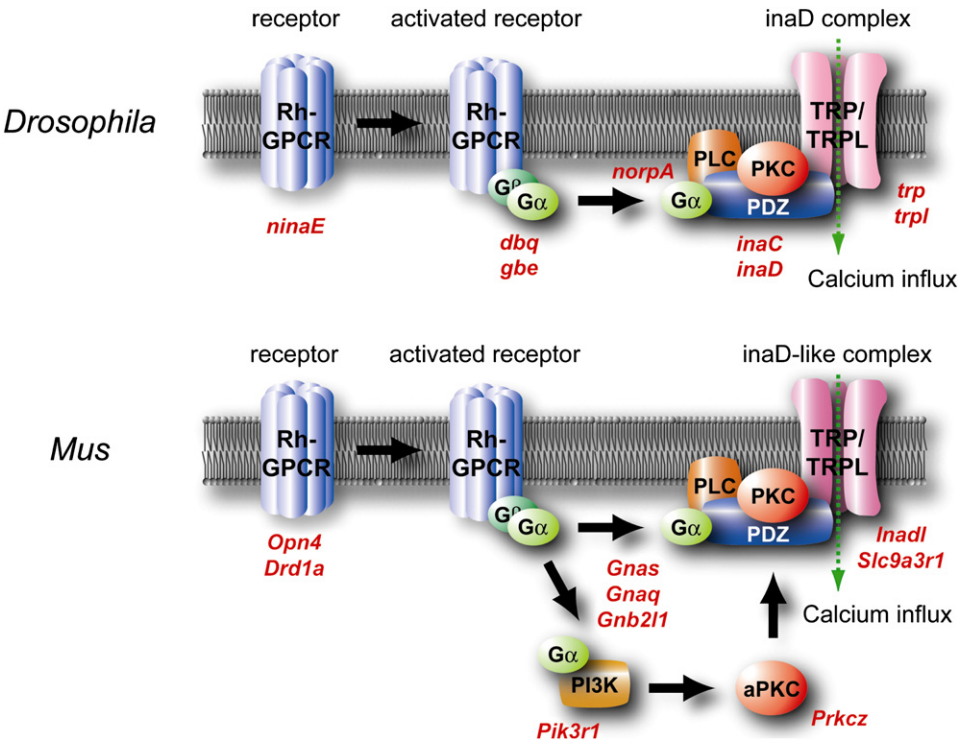 receptor
activated receptor
inaD complex
Drosophila
Rh-
GPCR
Rh-
GPCR
Gβ
Gα
norpA
Gα
PLC
PKC
PDZ
TRP/
TRPL
ninaE
dbq
gbe
inaC
inaD
trp
trpl
Calcium influx
receptor
activated receptor
inaD-like complex
Mus
Rh-
GPCR
Rh-
GPCR
Gβ
Gα
Gα
PLC
PKC
PDZ
TRP/
TRPL
Opn4
Drd1a
Gnas
Gnaq
Gnb2l1
Inadl
Slc9a3r1
Calcium influx
Gα
PI3K
aPKC
Pik3r1
Prkcz